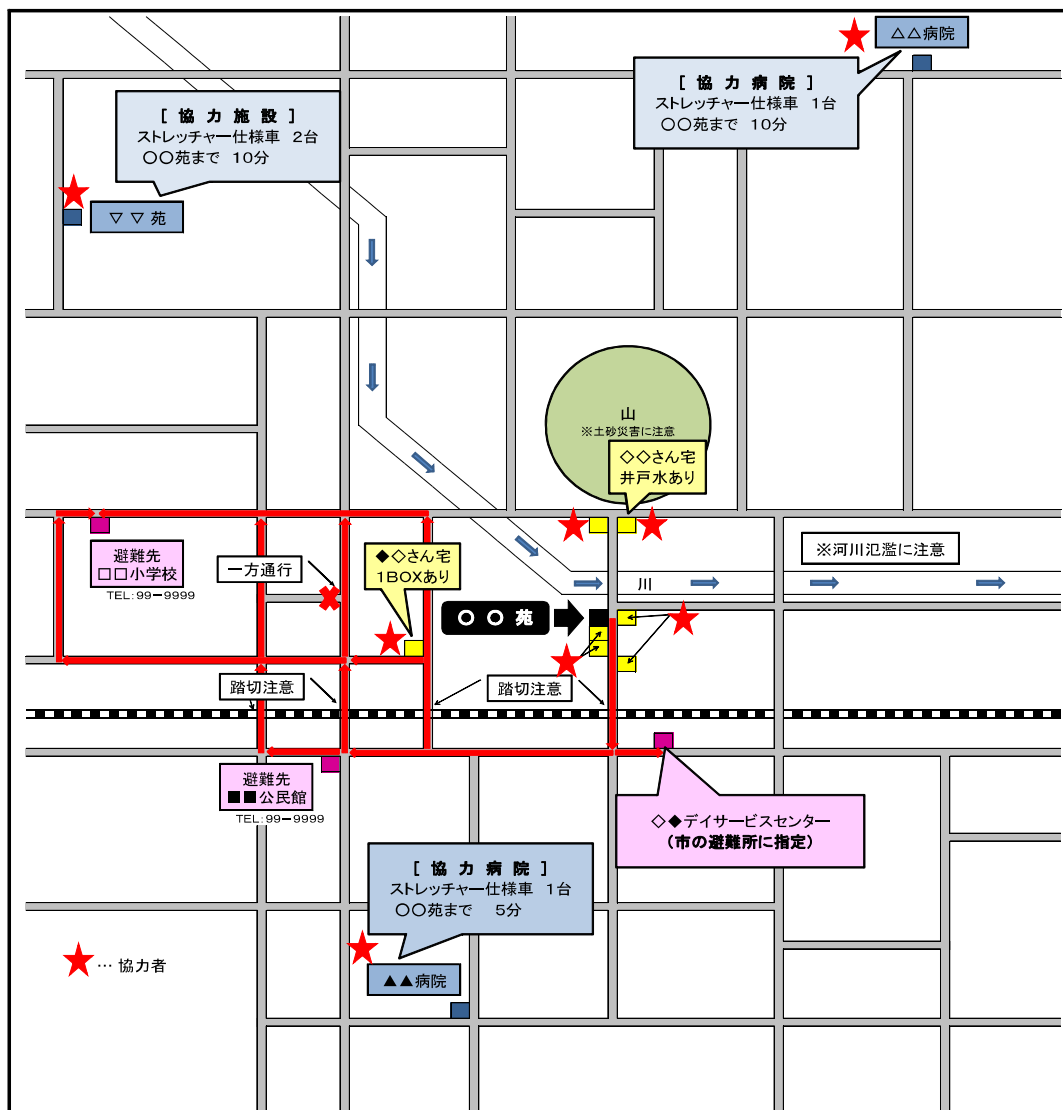 △△病院
[ 協 力 病 院 ]
ストレッチャー仕様車 1台
○○苑まで 10分
[ 協 力 施 設 ]
ストレッチャー仕様車 2台
○○苑まで 10分
▽ ▽ 苑
山
※土砂災害に注意
◇◇さん宅
井戸水あり
避難先
□□小学校
TEL:99-9999
一方通行
◆◇さん宅
1BOXあり
※河川氾濫に注意
川
○ ○ 苑
踏切注意
踏切注意
避難先
■■公民館
TEL:99-9999
◇◆デイサービスセンター
(市の避難所に指定)
[ 協 力 病 院 ]
ストレッチャー仕様車 1台
○○苑まで 5分
▲▲病院
★… 協力者